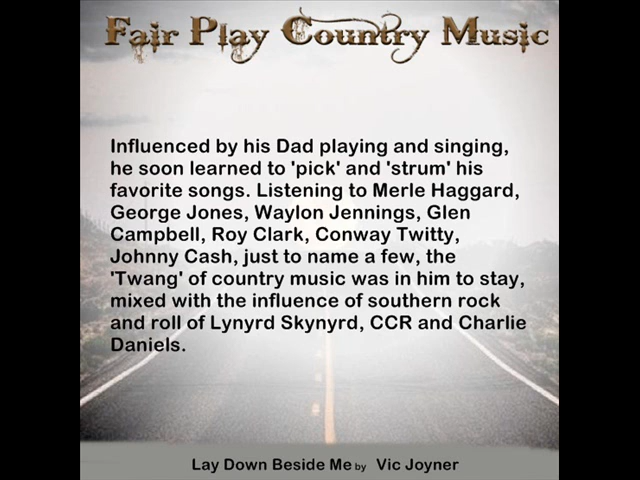 Fair Play Country Music
Influenced by his Dad playing and singing,
he soon learned to 'pick' and 'strum' his
favorite songs. Listening to Merle Haggard,
George Jones, Waylon Jennings, Glen
Campbell, Roy Clark, Conway Twitty,
Johnny Cash, just to name a few, the
'Twang' of country music was in him to stay,
mixed with the influence of southern rock
and roll of Lynyrd Skynyrd, CCR and Charlie
Daniels.
Lay Down Beside Me by Vic Joyner